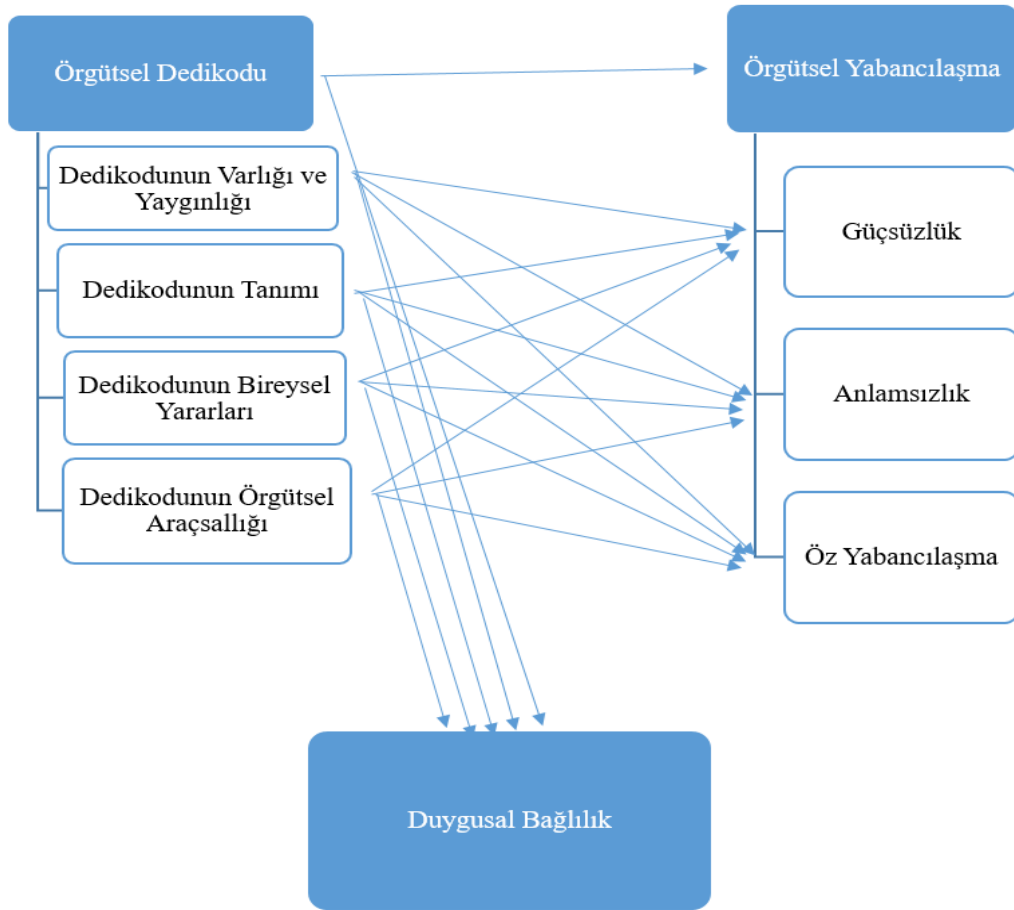 Örgütsel Dedikodu
Dedikodunun Varlığı ve
Yaygınlığı
Dedikodunun Tanımı
Dedikodunun Bireysel
Yararları
Dedikodunun Örgütsel
Araçsallığı
Örgütsel Yabancılaşma
Güçsüzlük
Anlamsızlık
Öz Yabancılaşma
Duygusal Bağlılık